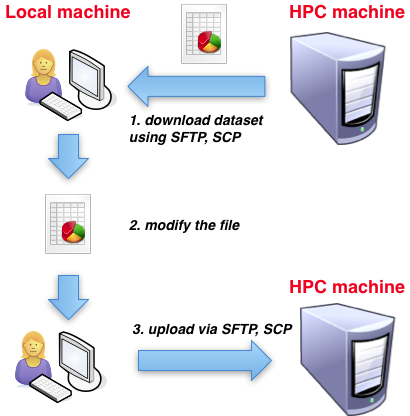 Local machine
HPC machine
1. download dataset
using SFTP, SCP
2. modify the file
HPC machine
3. upload via SFTP, SCP